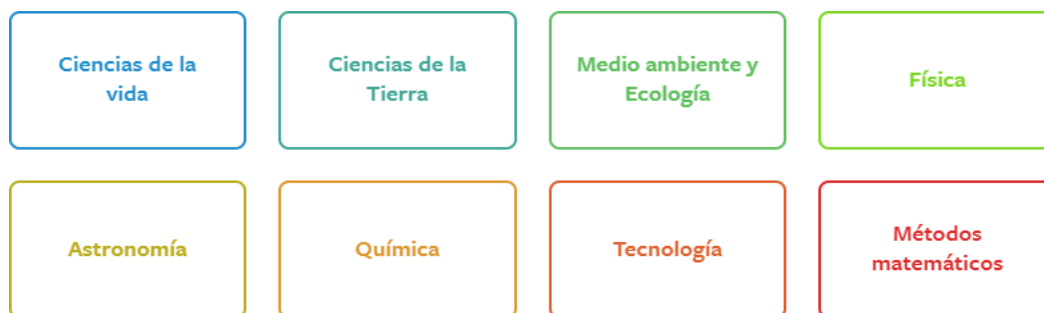 Ciencias de la
vida
Ciencias de la
Tierra
Medio ambiente y
Ecología
Física
Astronomía
Química
Tecnología
Métodos
matemáticos